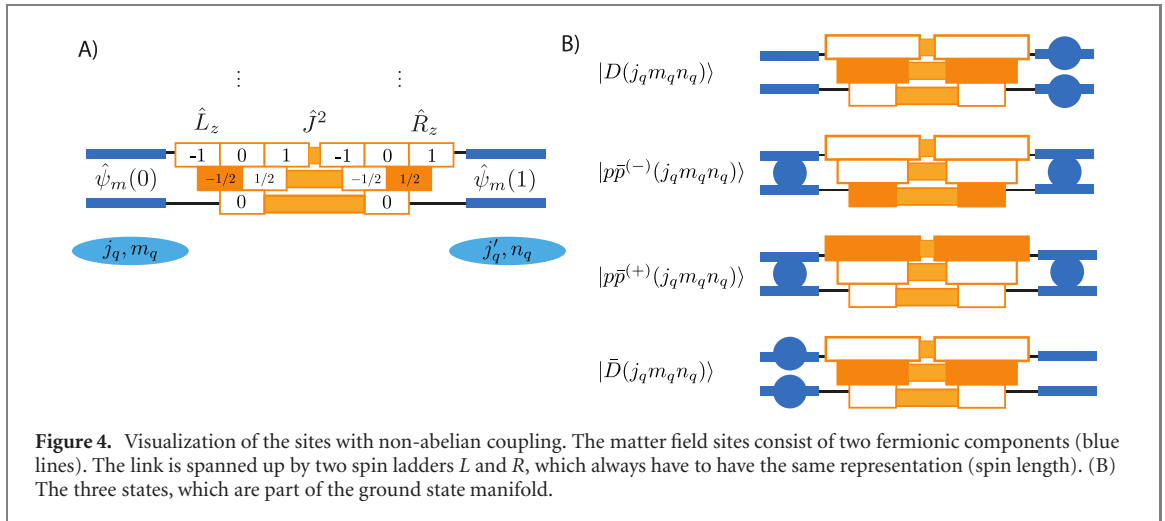 A)
⋮ ⋮
L̂_z Ĵ² R̂_z
-1 0 1 -1 0 1
ψ̂_m(0) −1/2 1/2 −1/2 1/2 ψ̂_m(1)
0 0
j_q, m_q j′_q, n_q
B)
|D(j_q m_q n_q)⟩
|pp̄^(−)(j_q m_q n_q)⟩
|pp̄^(+)(j_q m_q n_q)⟩
|D̄(j_q m_q n_q)⟩
Figure 4. Visualization of the sites with non-abelian coupling. The matter field sites consist of two fermionic components (blue
lines). The link is spanned up by two spin ladders L and R, which always have to have the same representation (spin length). (B)
The three states, which are part of the ground state manifold.